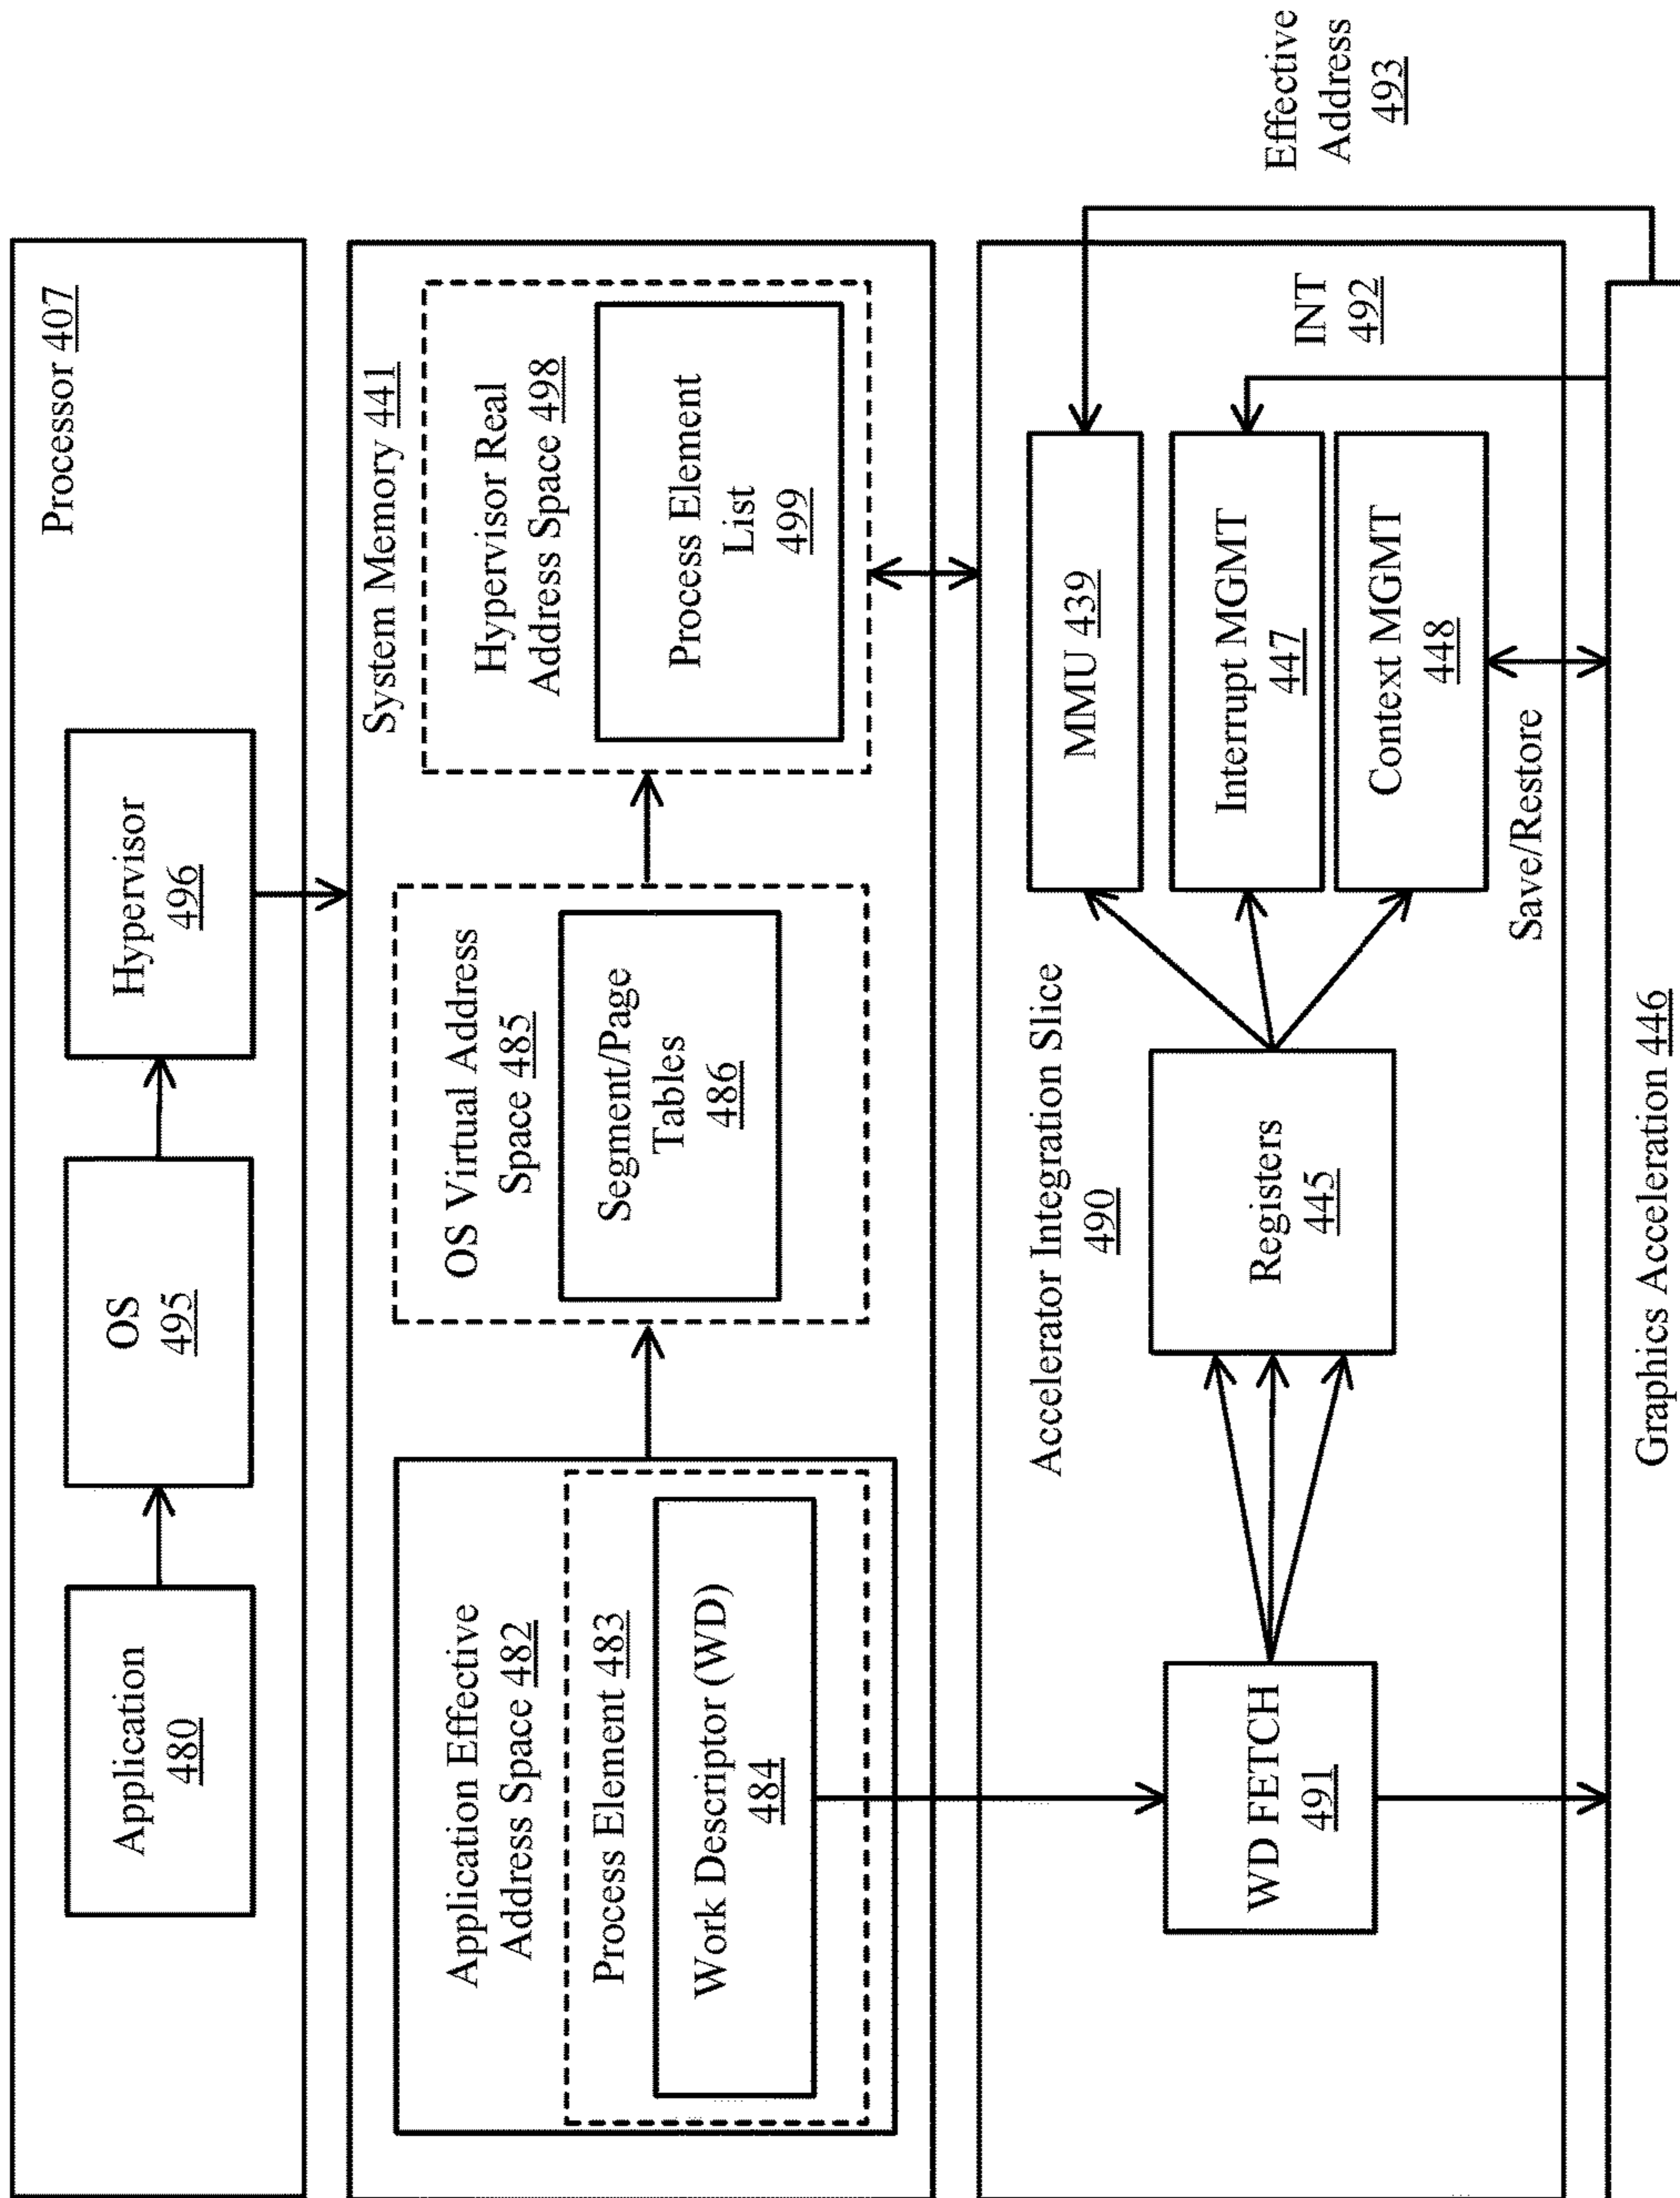 Processor 407
Application
480
OS
495
Hypervisor
496
System Memory 441
Application Effective
Address Space 482
Process Element 483
Work Descriptor (WD)
484
OS Virtual Address
Space 485
Segment/Page
Tables
486
Hypervisor Real
Address Space 498
Process Element
List
499
Accelerator Integration Slice
490
WD FETCH
491
Registers
445
MMU 439
Interrupt MGMT
447
Context MGMT
448
INT
492
Effective
Address
493
Save/Restore
Graphics Acceleration 446